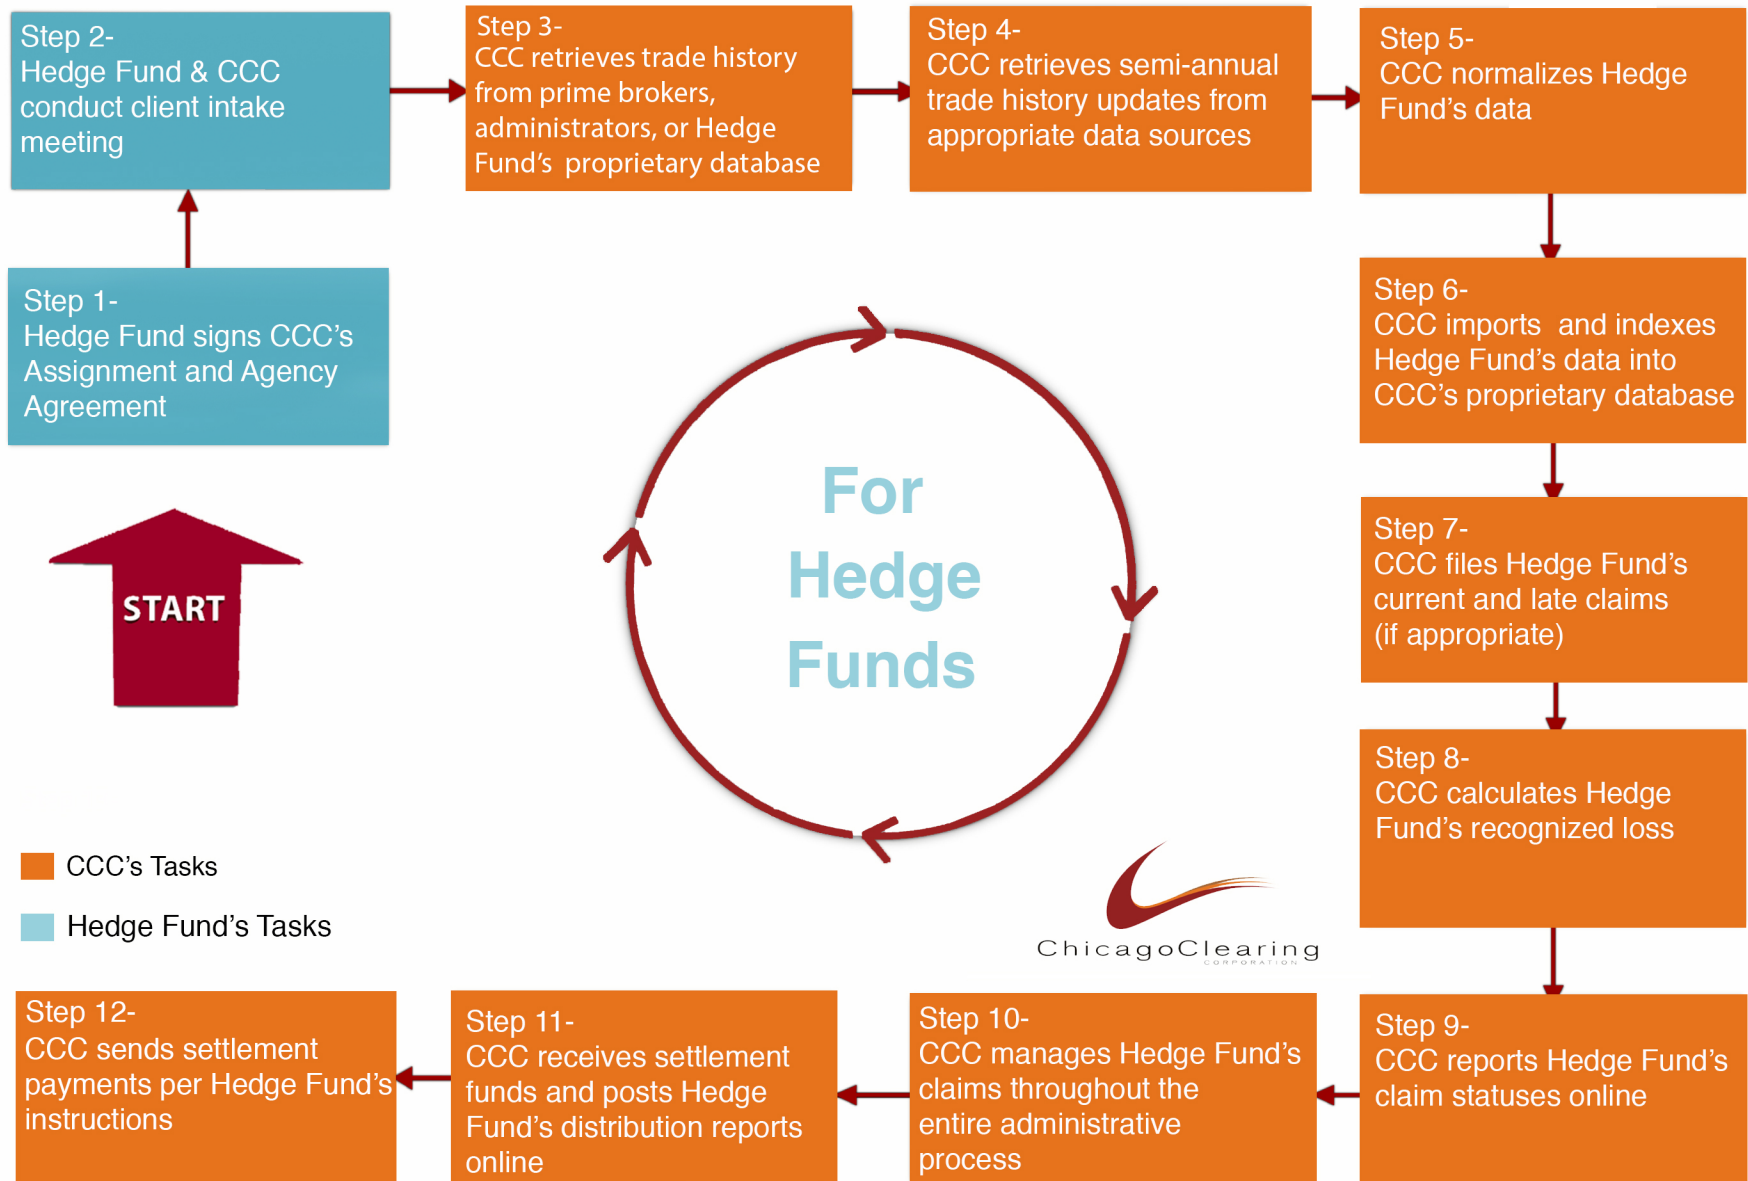 Step 2-
Hedge Fund & CCC
conduct client intake
meeting
Step 3-
CCC retrieves trade history
from prime brokers,
administrators, or Hedge
Fund's proprietary database
Step 4-
CCC retrieves semi-annual
trade history updates from
appropriate data sources
Step 5-
CCC normalizes Hedge
Fund's data
Step 1-
Hedge Fund signs CCC's
Assignment and Agency
Agreement
Step 6-
CCC imports and indexes
Hedge Fund's data into
CCC's proprietary database
START
For
Hedge
Funds
Step 7-
CCC files Hedge Fund's
current and late claims
(if appropriate)
Step 8-
CCC calculates Hedge
Fund's recognized loss
CCC's Tasks
Hedge Fund's Tasks
ChicagoClearing
CORPORATION
Step 9-
CCC reports Hedge Fund's
claim statuses online
Step 10-
CCC manages Hedge Fund's
claims throughout the
entire administrative
process
Step 11-
CCC receives settlement
funds and posts Hedge
Fund's distribution reports
online
Step 12-
CCC sends settlement
payments per Hedge Fund's
instructions